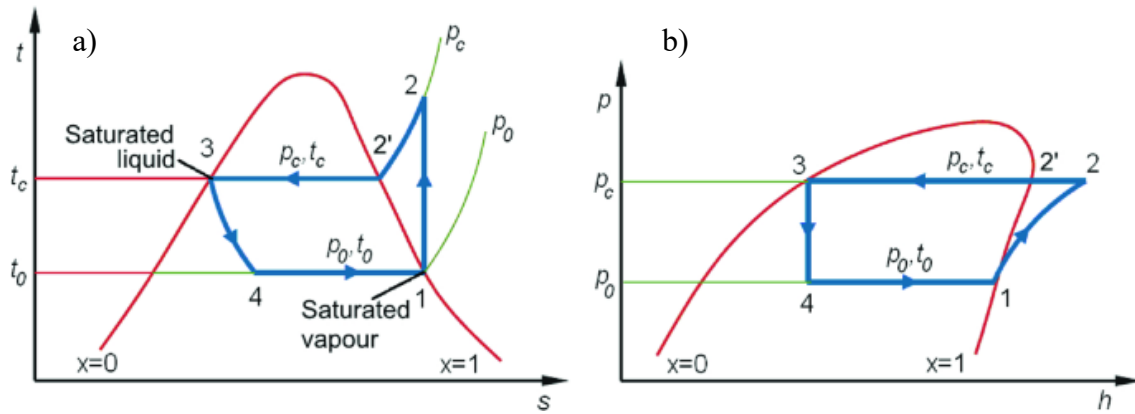 a)
t
p_c
2
p_0
Saturated
liquid
3
2'
p_c, t_c
t_c
p_0, t_0
t_0
4
1
Saturated
vapour
x=0
x=1
s
b)
p
3
p_c, t_c
2'
2
p_c
p_0, t_0
p_0
4
1
x=0
x=1
h